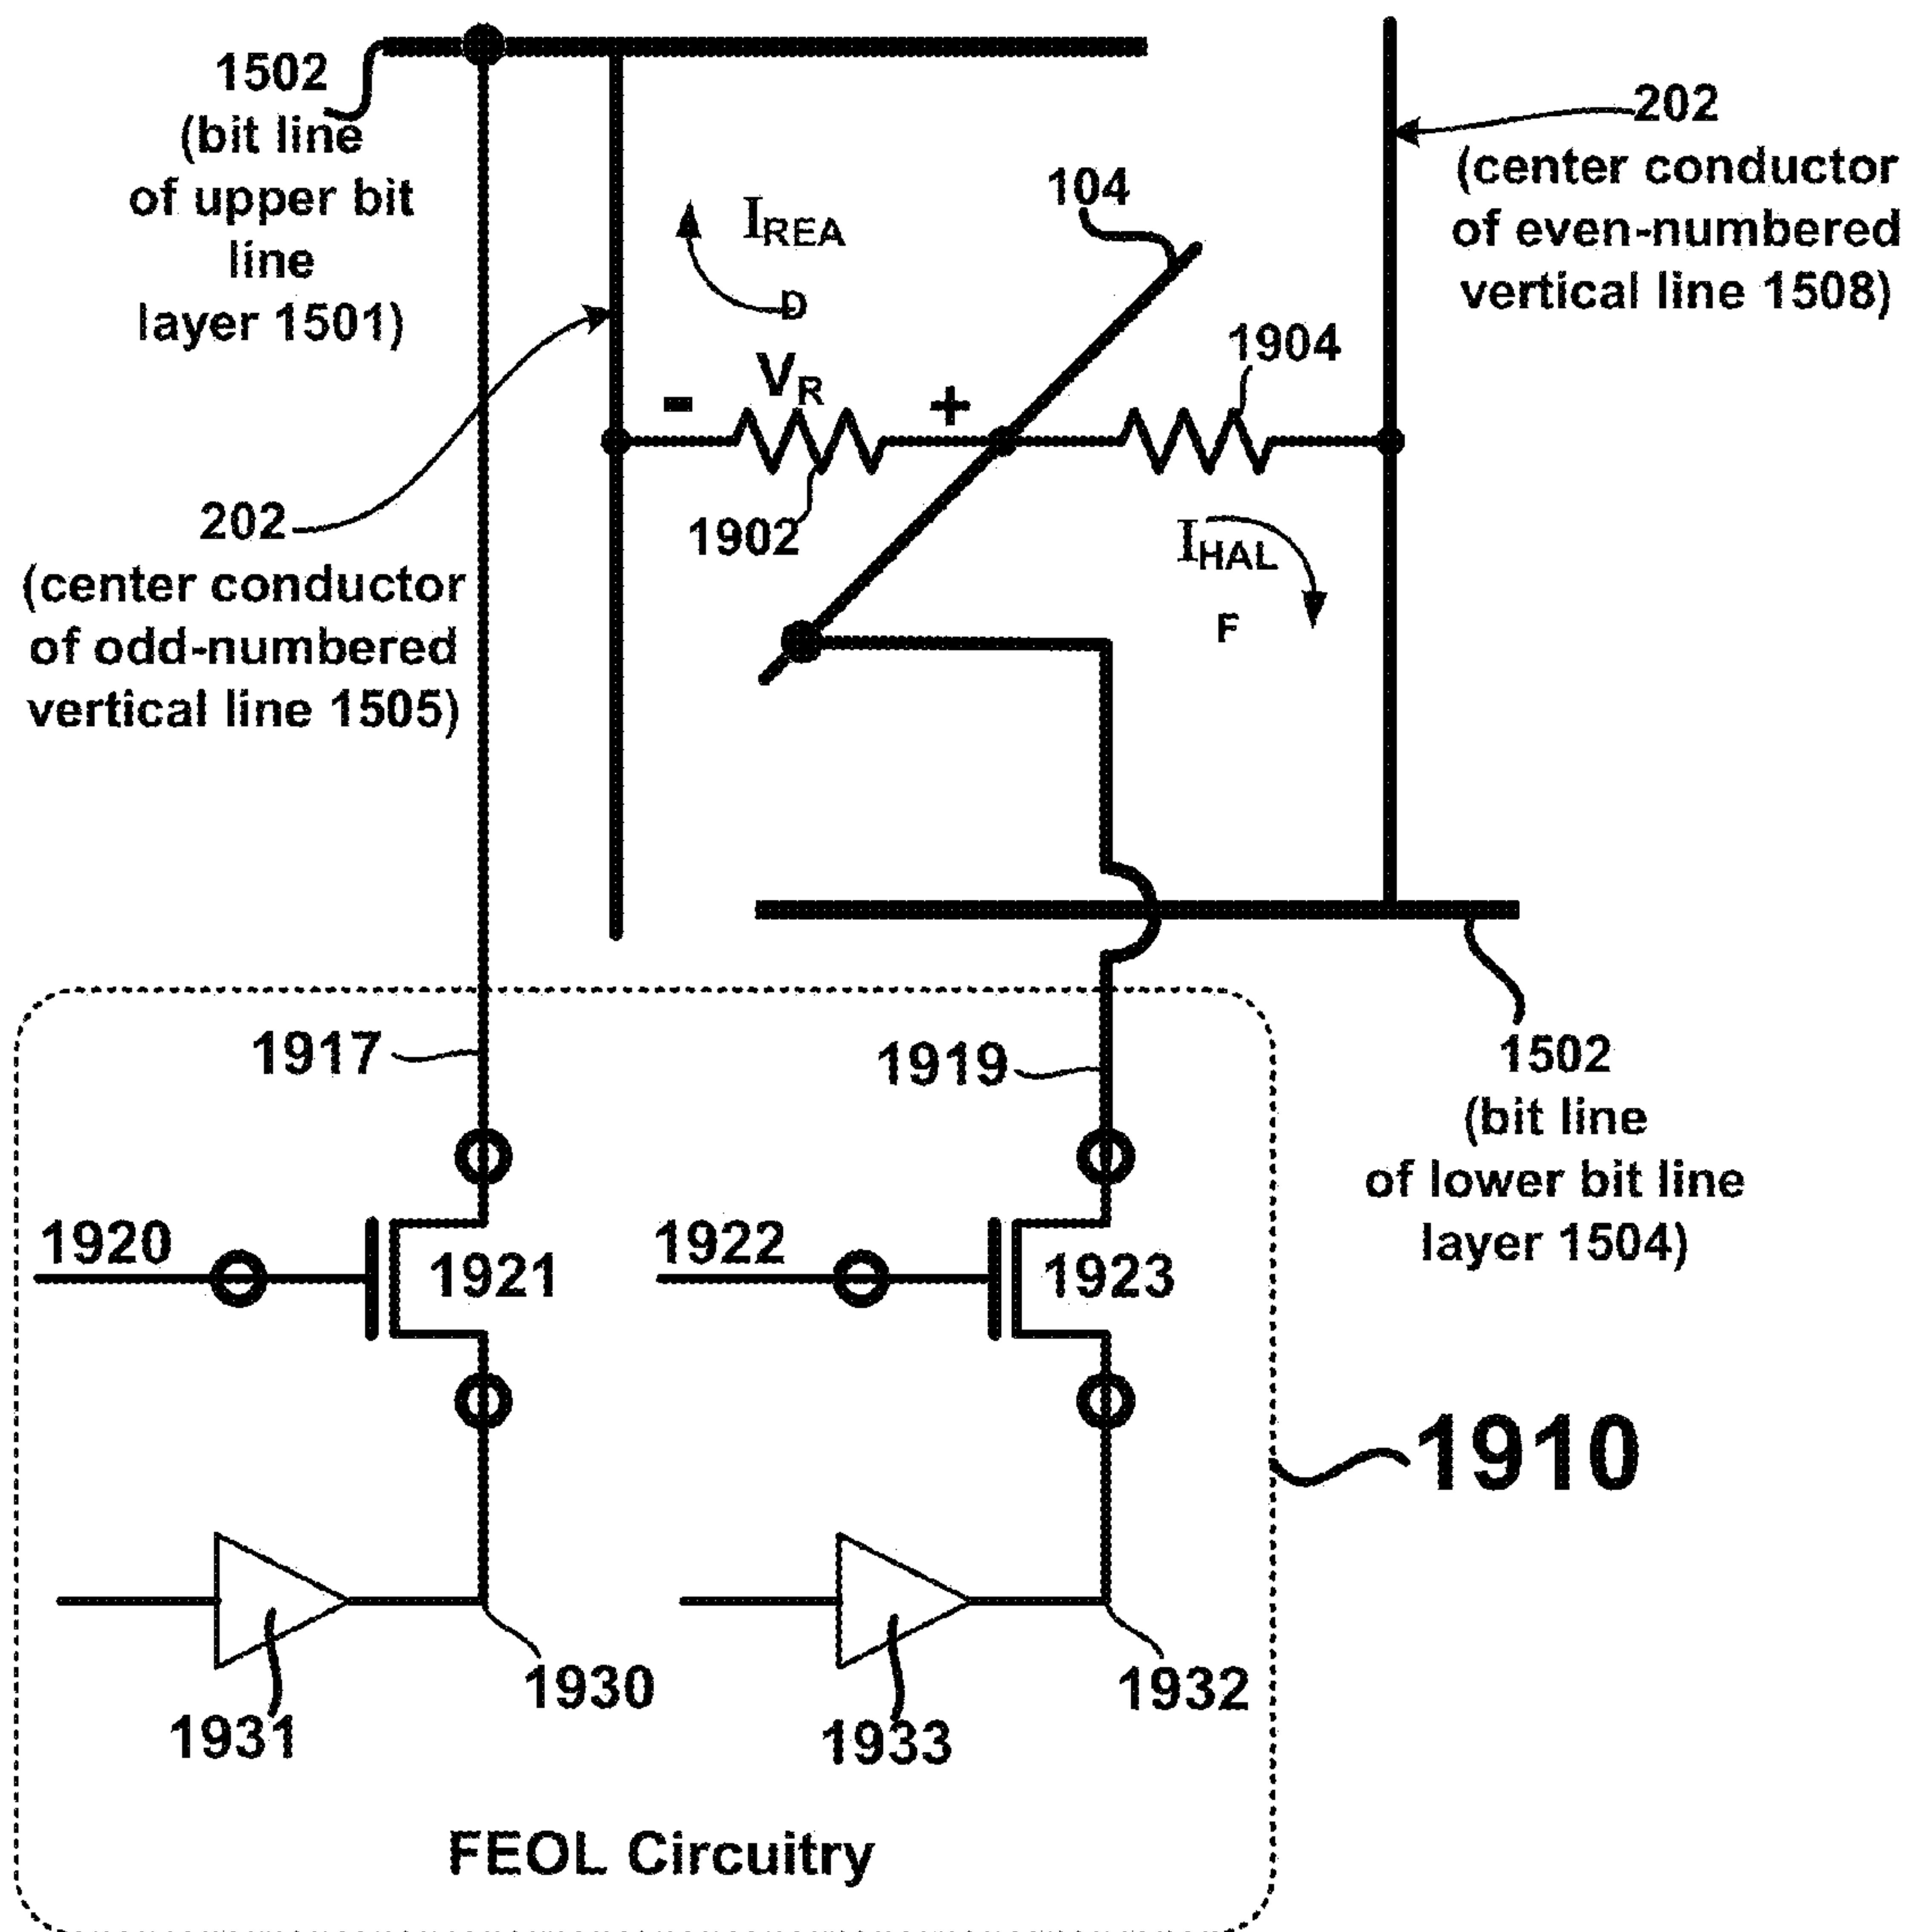 1502
(bit line
of upper bit
line
layer 1501)
202
(center conductor
of even-numbered
vertical line 1508)
104
IREA
D
1904
VR
-
+
202
(center conductor
of odd-numbered
vertical line 1505)
1902
IHAL
F
1917
1919
1502
(bit line
of lower bit line
layer 1504)
1920
1921
1922
1923
1910
1930
1932
1931
1933
FEOL Circuitry